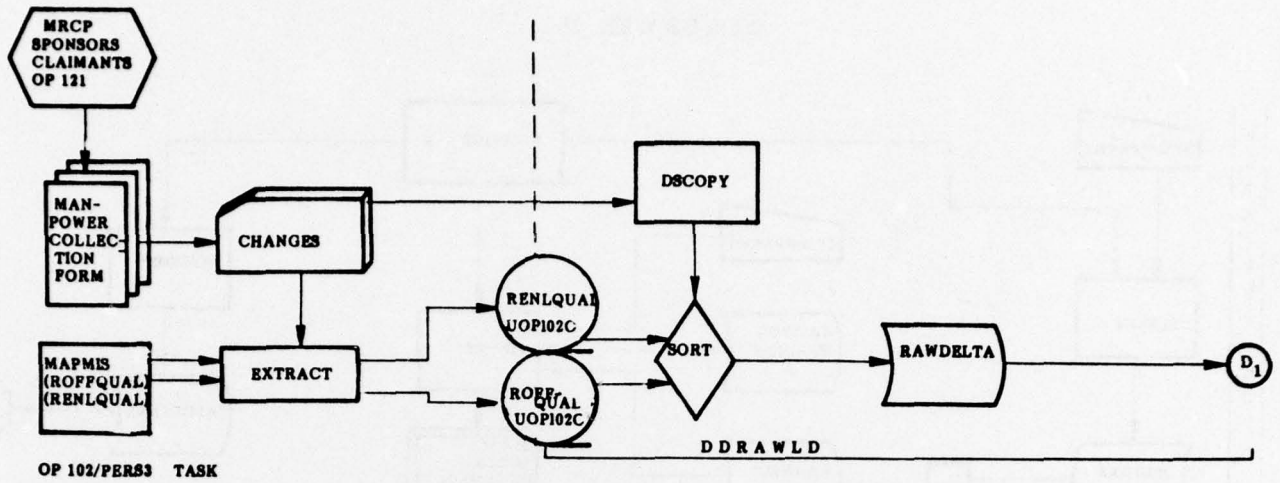 MRCP
SPONSORS
CLAIMANTS
OP 121
MAN-
POWER
COLLEC-
TION
FORM
CHANGES
DSCOPY
RENLQUAL
UOP102C
MAPMIS
(ROFFQUAL)
(RENLQUAL)
EXTRACT
ROFF-
QUAL
UOP102C
SORT
RAWDELTA
D1
DDRAWLD
OP 102/PERS3 TASK